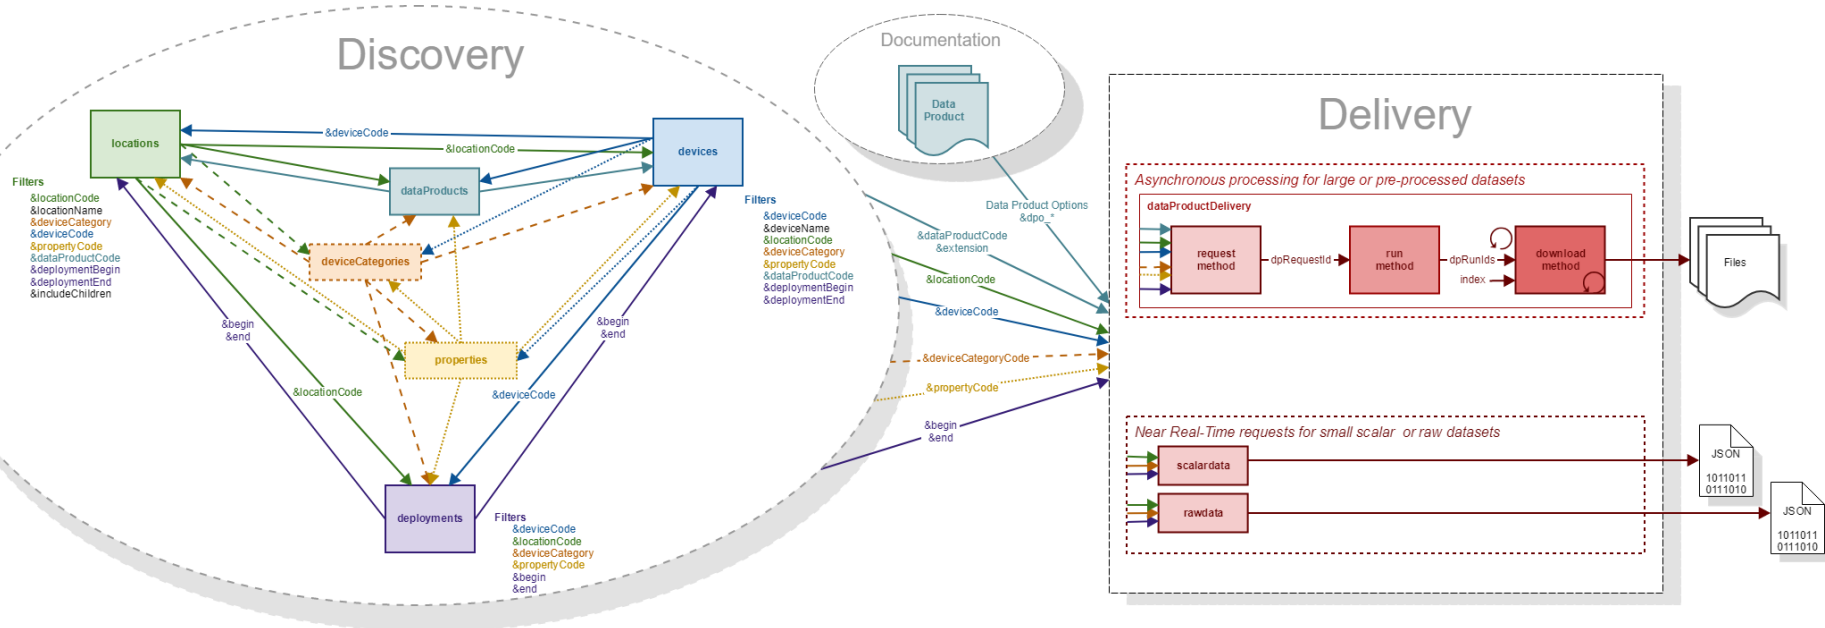 Discovery
locations
Filters
&locationCode
&locationName
&deviceCategory
&deviceCode
&propertyCode
&dataProductCode
&deploymentBegin
&deploymentEnd
&includeChildren
&deviceCode
&locationCode
dataProducts
devices
Filters
&deviceCode
&deviceName
&locationCode
&deviceCategory
&propertyCode
&dataProductCode
&deploymentBegin
&deploymentEnd
deviceCategories
properties
&begin
&end
&begin
&end
&locationCode
&deviceCode
deployments
Filters
&deviceCode
&locationCode
&deviceCategory
&propertyCode
&begin
&end
Documentation
Data
Product
Data Product Options
&dpo_*
&dataProductCode
&extension
&locationCode
&deviceCode
&deviceCategoryCode
&propertyCode
&begin
&end
Delivery
Asynchronous processing for large or pre-processed datasets
dataProductDelivery
request
method
dpRequestId
run
method
dpRunIds
index
download
method
Files
Near Real-Time requests for small scalar or raw datasets
scalardata
rawdata
JSON
1011011
0111010
JSON
1011011
0111010